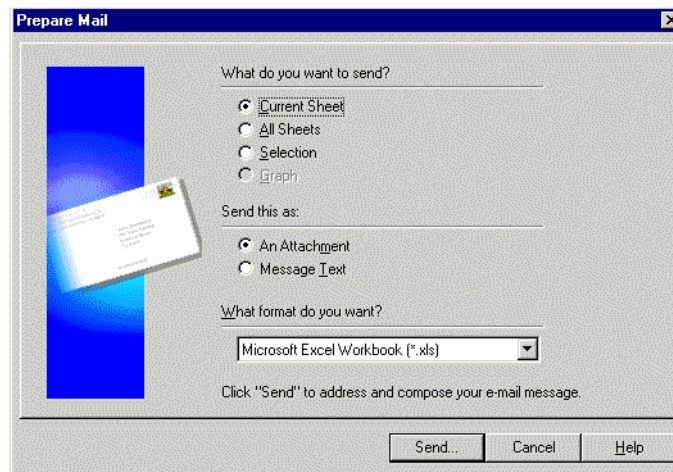 Prepare Mail
What do you want to send?
Current Sheet
All Sheets
Selection
Graph
Send this as:
An Attachment
Message Text
What format do you want?
Microsoft Excel Workbook (*.xls)
Click "Send" to address and compose your e-mail message.
Send...
Cancel
Help